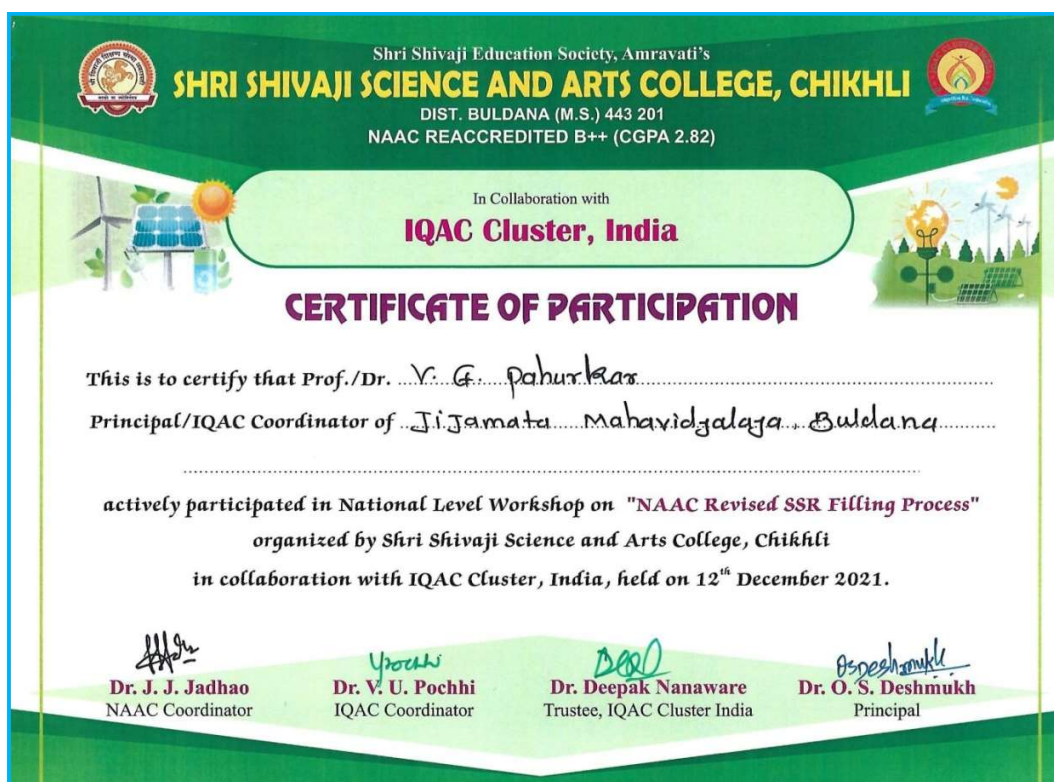 Shri Shivaji Education Society, Amravati's
SHRI SHIVAJI SCIENCE AND ARTS COLLEGE, CHIKHLI
DIST. BULDANA (M.S.) 443 201
NAAC REACCREDITED B++ (CGPA 2.82)
In Collaboration with
IQAC Cluster, India
CERTIFICATE OF PARTICIPATION
This is to certify that Prof./Dr. V. G. Pahurkar
Principal/IQAC Coordinator of Jijamata Mahavidyalaya, Buldana
actively participated in National Level Workshop on "NAAC Revised SSR Filling Process"
organized by Shri Shivaji Science and Arts College, Chikhli
in collaboration with IQAC Cluster, India, held on 12th December 2021.
Dr. J. J. Jadhao
NAAC Coordinator
Dr. V. U. Pochhi
IQAC Coordinator
Dr. Deepak Nanaware
Trustee, IQAC Cluster India
Dr. O. S. Deshmukh
Principal